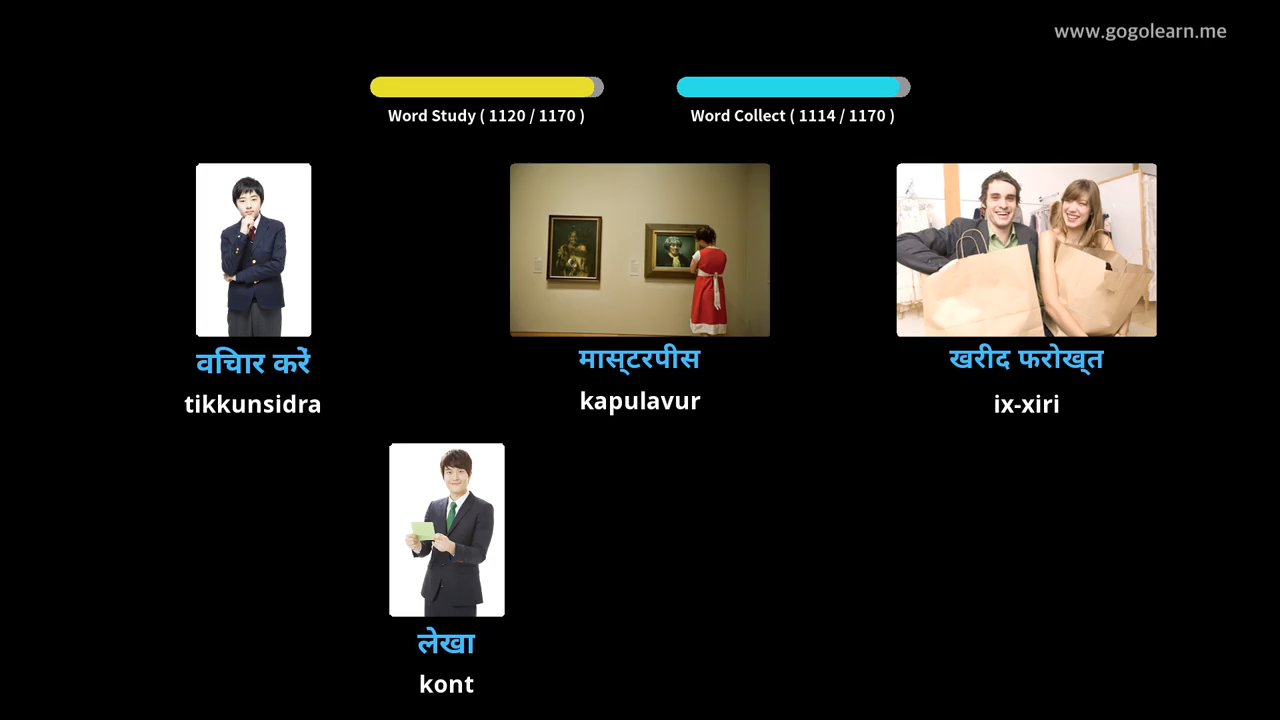 www.gogolearn.me
Word Study ( 1120 / 1170 )
Word Collect ( 1114 / 1170 )
विचार करें
मास्टरपीस
खरीद फरोख्त
tikkunsidra
kapulavur
ix-xiri
लेखा
kont